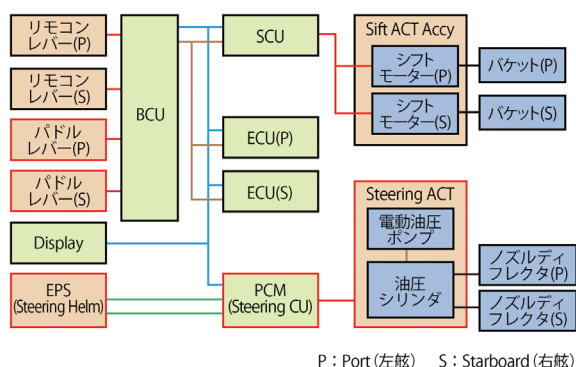 リモコン
レバー(P)
リモコン
レバー(S)
パドル
レバー(P)
パドル
レバー(S)
Display
EPS
(Steering Helm)
BCU
SCU
ECU(P)
ECU(S)
PCM
(Steering CU)
Sift ACT Accy
シフト
モーター(P)
シフト
モーター(S)
バケット(P)
バケット(S)
Steering ACT
電動油圧
ポンプ
油圧
シリンダ
ノズルディ
フレクタ(P)
ノズルディ
フレクタ(S)
P：Port（左舷） S：Starboard（右舷）